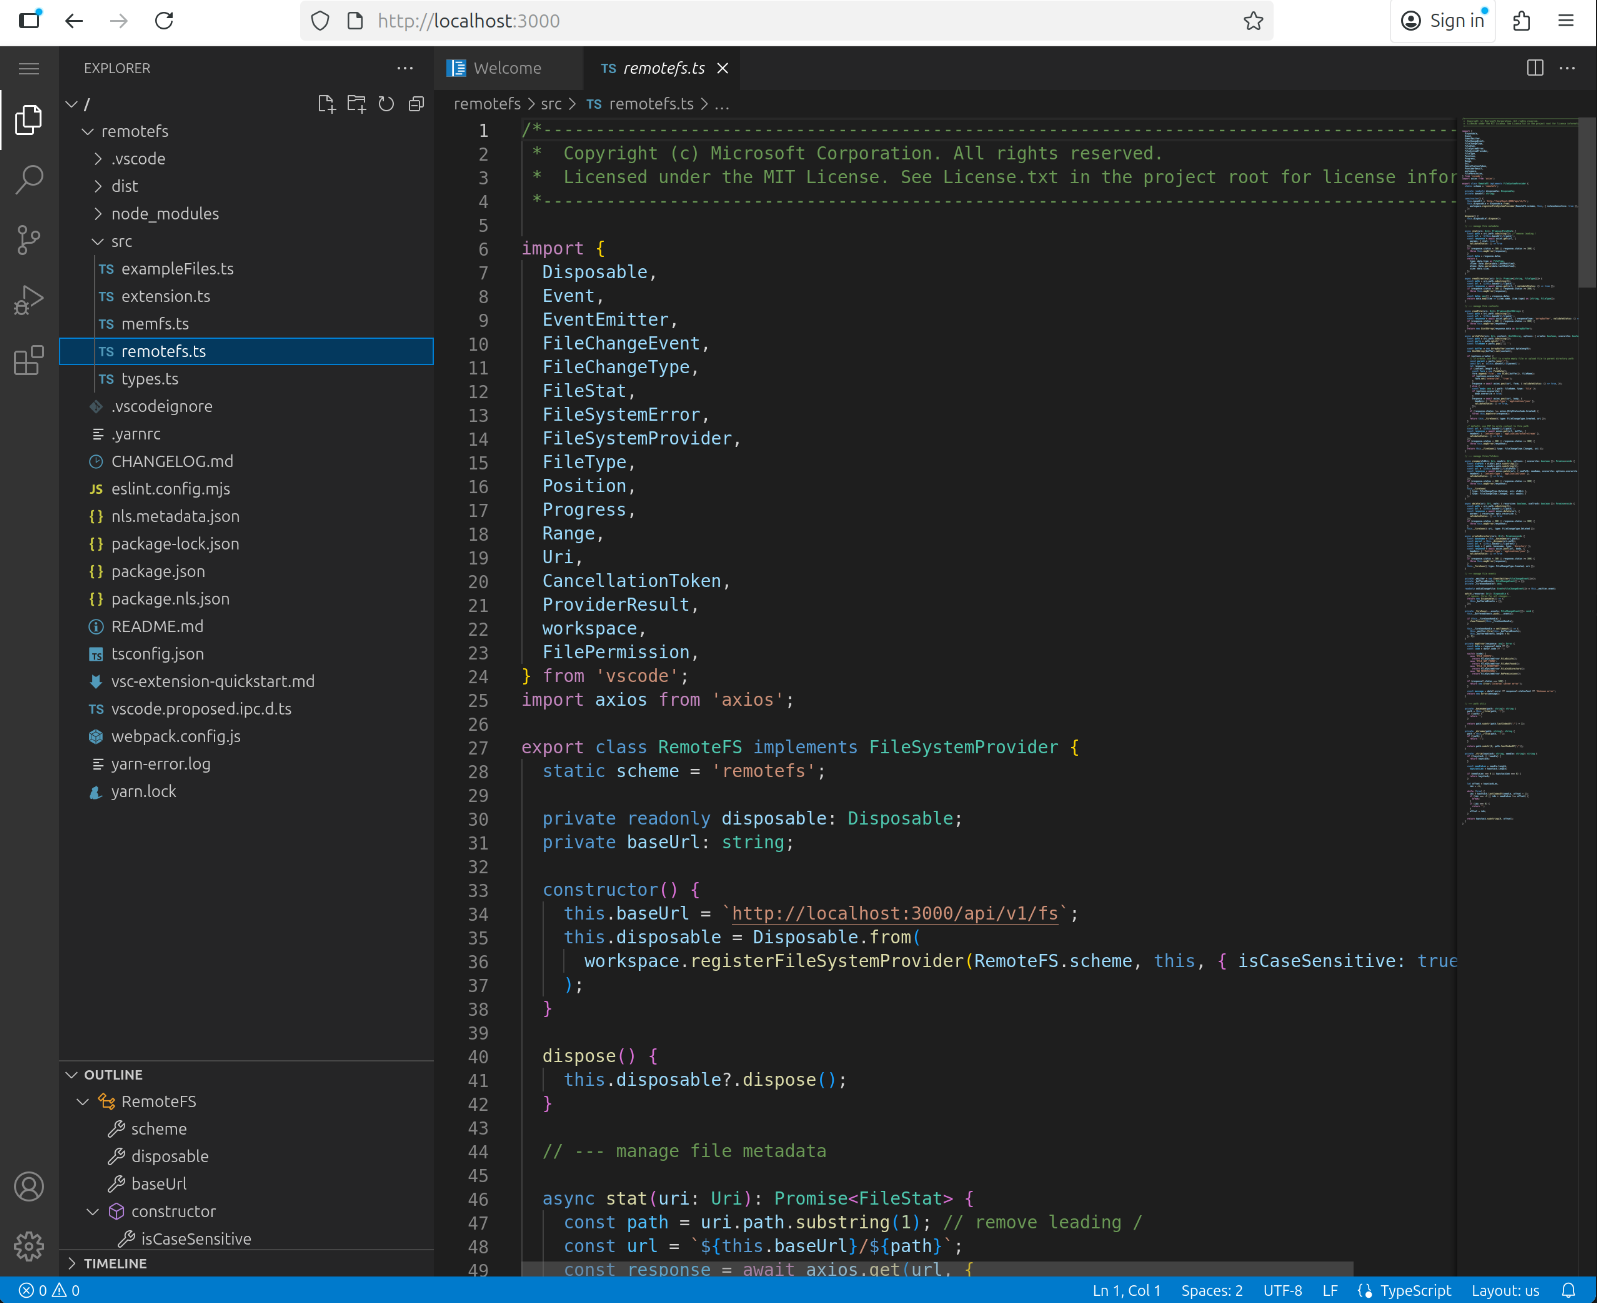 http://localhost:3000
Sign in
EXPLORER
Welcome
TS remotefs.ts
/
remotefs > src > TS remotefs.ts > ...
remotefs
.vscode
dist
node_modules
src
TS exampleFiles.ts
TS extension.ts
TS memfs.ts
TS remotefs.ts
TS types.ts
.vscodeignore
.yarnrc
CHANGELOG.md
JS eslint.config.mjs
{} nls.metadata.json
{} package-lock.json
{} package.json
{} package.nls.json
README.md
TS tsconfig.json
vsc-extension-quickstart.md
TS vscode.proposed.ipc.d.ts
webpack.config.js
yarn-error.log
yarn.lock
OUTLINE
RemoteFS
scheme
disposable
baseUrl
constructor
isCaseSensitive
TIMELINE
1 /*---------------------------------------------------------------------------------------
2 *  Copyright (c) Microsoft Corporation. All rights reserved.
3 *  Licensed under the MIT License. See License.txt in the project root for license infor
4 *---------------------------------------------------------------------------------------
5
6 import {
7   Disposable,
8   Event,
9   EventEmitter,
10   FileChangeEvent,
11   FileChangeType,
12   FileStat,
13   FileSystemError,
14   FileSystemProvider,
15   FileType,
16   Position,
17   Progress,
18   Range,
19   Uri,
20   CancellationToken,
21   ProviderResult,
22   workspace,
23   FilePermission,
24 } from 'vscode';
25 import axios from 'axios';
26
27 export class RemoteFS implements FileSystemProvider {
28   static scheme = 'remotefs';
29
30   private readonly disposable: Disposable;
31   private baseUrl: string;
32
33   constructor() {
34     this.baseUrl = `http://localhost:3000/api/v1/fs`;
35     this.disposable = Disposable.from(
36       workspace.registerFileSystemProvider(RemoteFS.scheme, this, { isCaseSensitive: true
37     );
38   }
39
40   dispose() {
41     this.disposable?.dispose();
42   }
43
44   // --- manage file metadata
45
46   async stat(uri: Uri): Promise<FileStat> {
47     const path = uri.path.substring(1); // remove leading /
48     const url = `${this.baseUrl}/${path}`;
49     const response = await axios.get(url, {
0 0
Ln 1, Col 1 Spaces: 2 UTF-8 LF {} TypeScript Layout: us